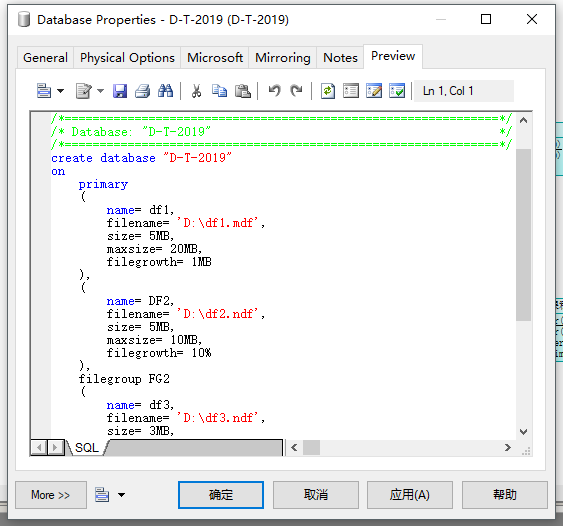 Database Properties - D-T-2019 (D-T-2019)
General Physical Options Microsoft Mirroring Notes Preview
Ln 1, Col 1
/*==============================================================*/
/* Database: "D-T-2019"                                         */
/*==============================================================*/
create database "D-T-2019"
on
primary
(
name= df1,
filename= 'D:\df1.mdf',
size= 5MB,
maxsize= 20MB,
filegrowth= 1MB
),
(
name= DF2,
filename= 'D:\df2.ndf',
size= 5MB,
maxsize= 10MB,
filegrowth= 10%
),
filegroup FG2
(
name= df3,
filename= 'D:\df3.ndf',
size= 3MB,
SQL
More >> 确定 取消 应用(A) 帮助